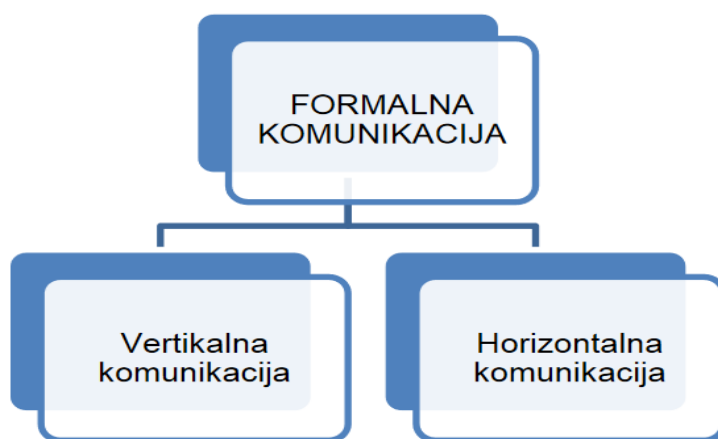 FORMALNA
KOMUNIKACIJA
Vertikalna
komunikacija
Horizontalna
komunikacija